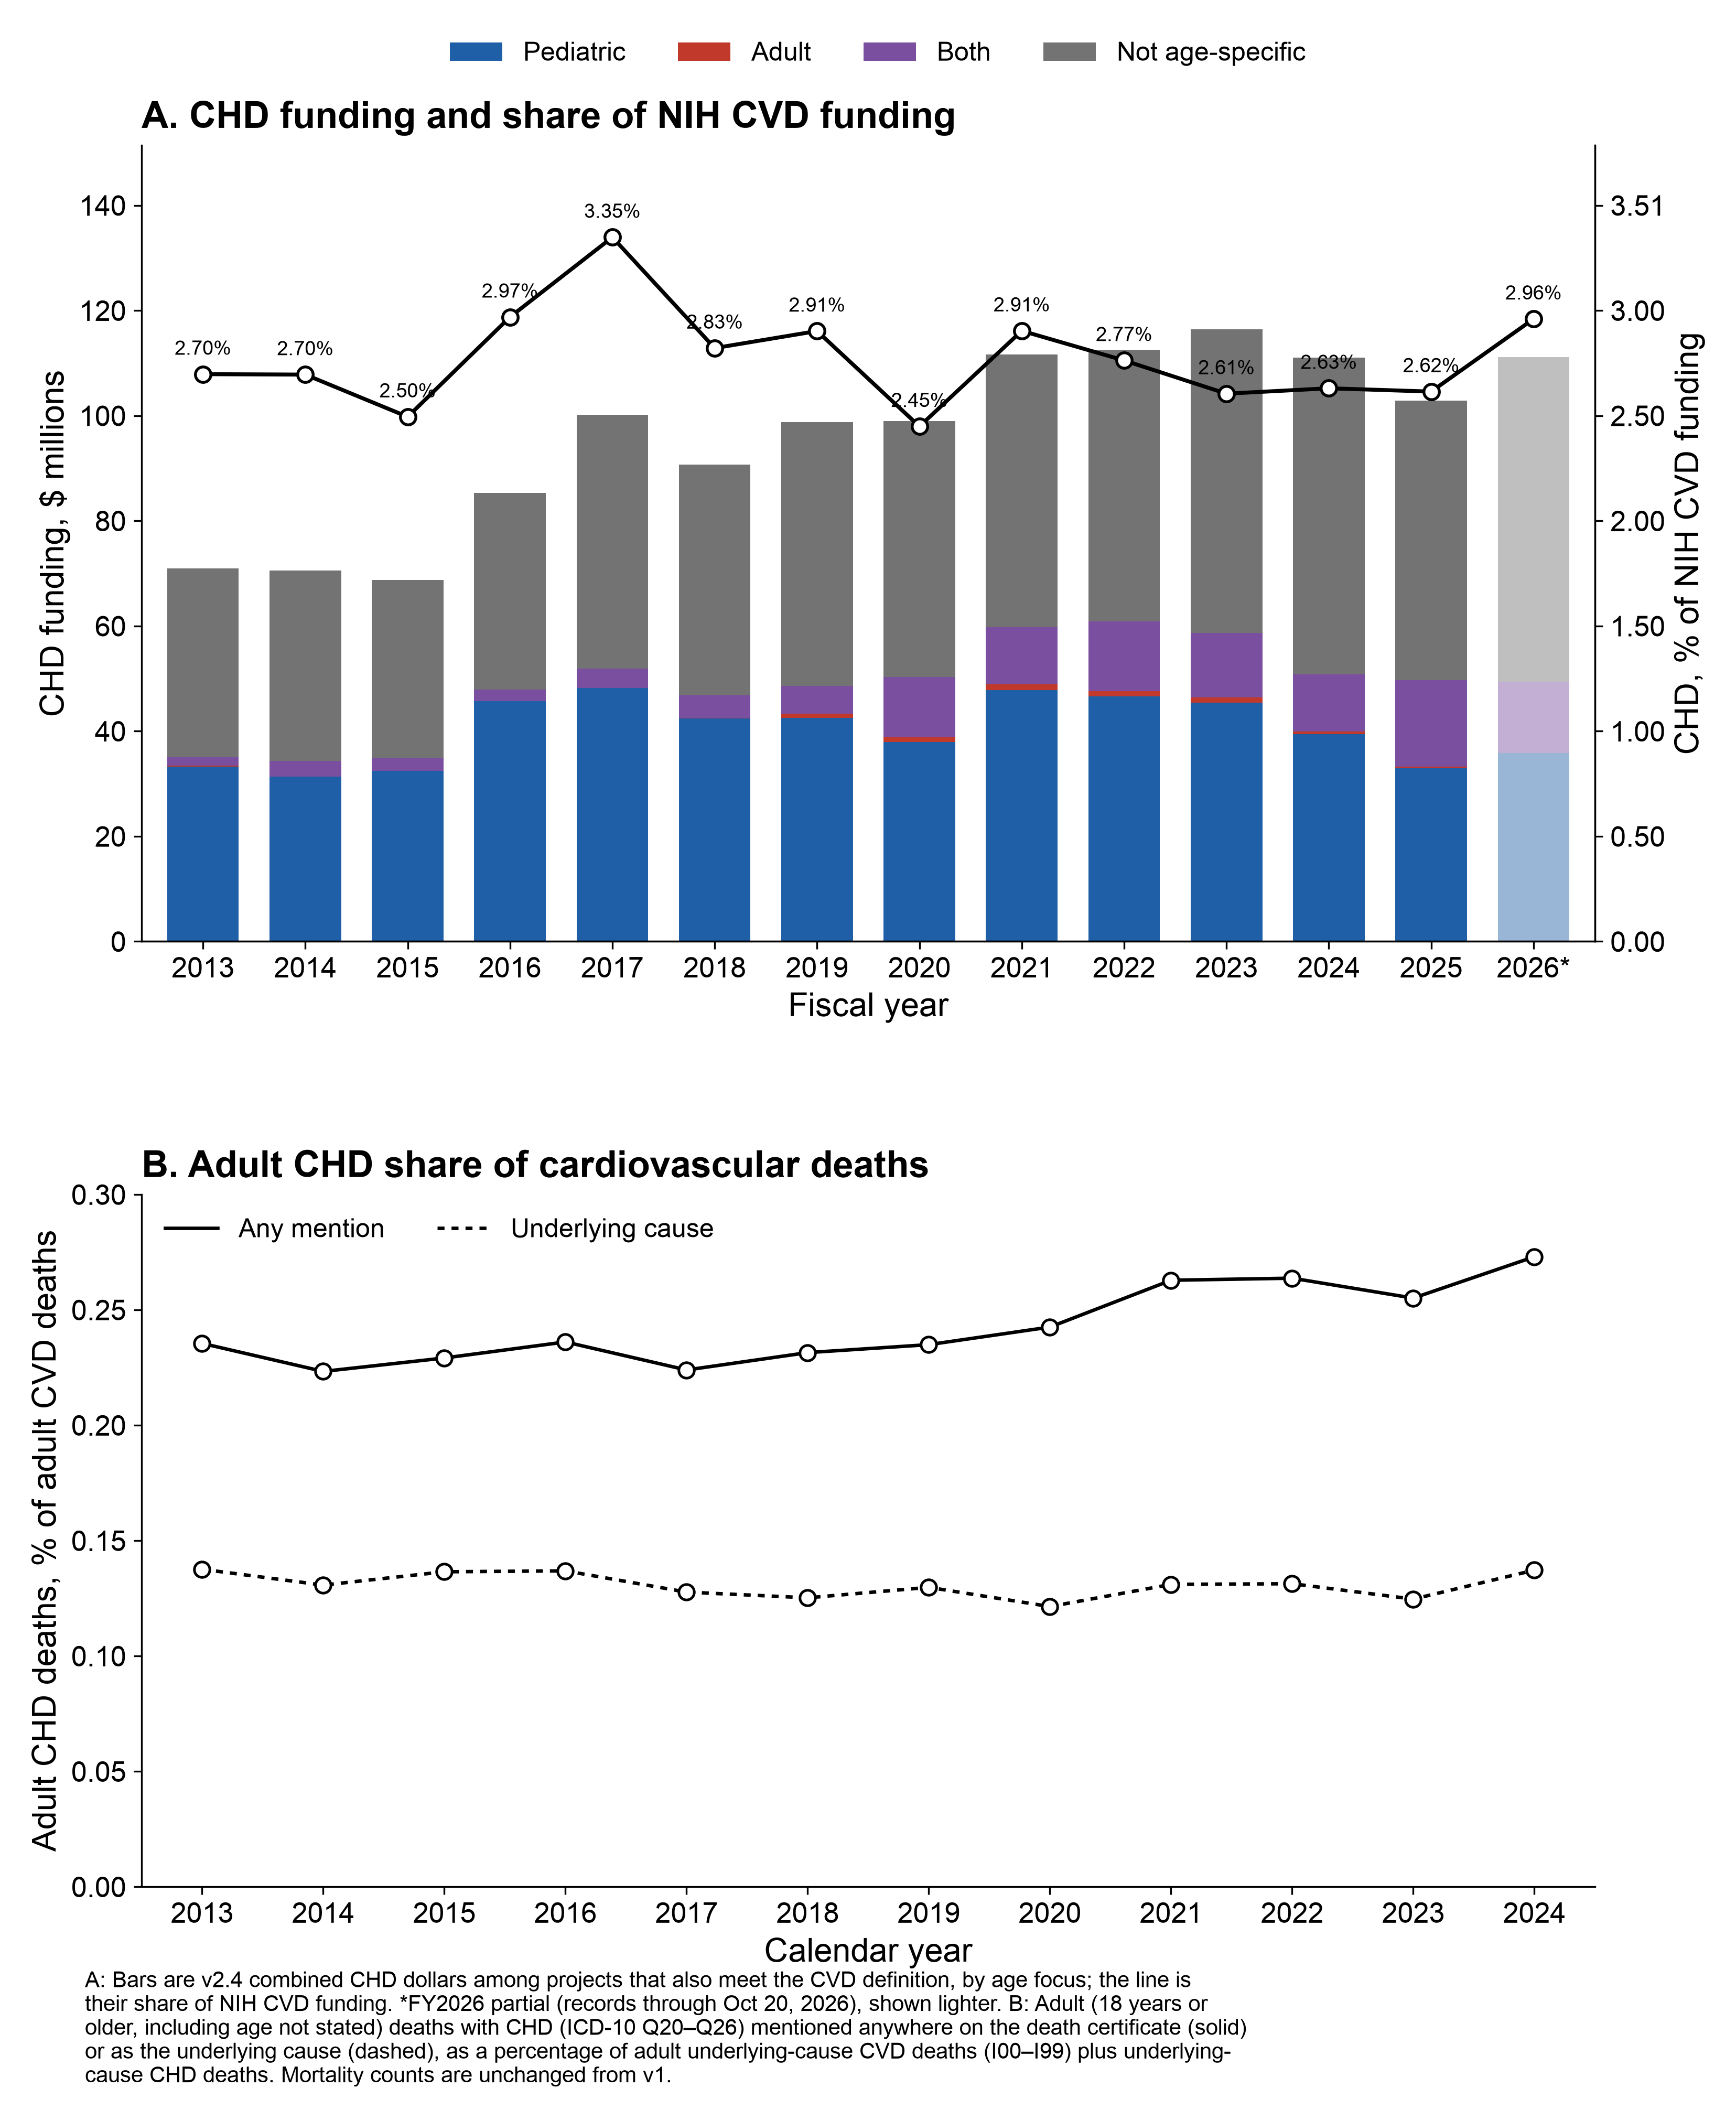 Pediatric Adult Both Not age-specific
A. CHD funding and share of NIH CVD funding
CHD funding, $ millions
140
120
100
80
60
40
20
0
2.70% 2.70% 2.50% 2.97% 3.35% 2.83% 2.91% 2.45% 2.91% 2.77% 2.61% 2.63% 2.62% 2.96%
3.51
3.00
2.50
2.00
1.50
1.00
0.50
0.00
CHD, % of NIH CVD funding
2013 2014 2015 2016 2017 2018 2019 2020 2021 2022 2023 2024 2025 2026*
Fiscal year
B. Adult CHD share of cardiovascular deaths
Any mention Underlying cause
Adult CHD deaths, % of adult CVD deaths
0.30
0.25
0.20
0.15
0.10
0.05
0.00
2013 2014 2015 2016 2017 2018 2019 2020 2021 2022 2023 2024
Calendar year
A: Bars are v2.4 combined CHD dollars among projects that also meet the CVD definition, by age focus; the line is
their share of NIH CVD funding. *FY2026 partial (records through Oct 20, 2026), shown lighter. B: Adult (18 years or
older, including age not stated) deaths with CHD (ICD-10 Q20–Q26) mentioned anywhere on the death certificate (solid)
or as the underlying cause (dashed), as a percentage of adult underlying-cause CVD deaths (I00–I99) plus underlying-
cause CHD deaths. Mortality counts are unchanged from v1.